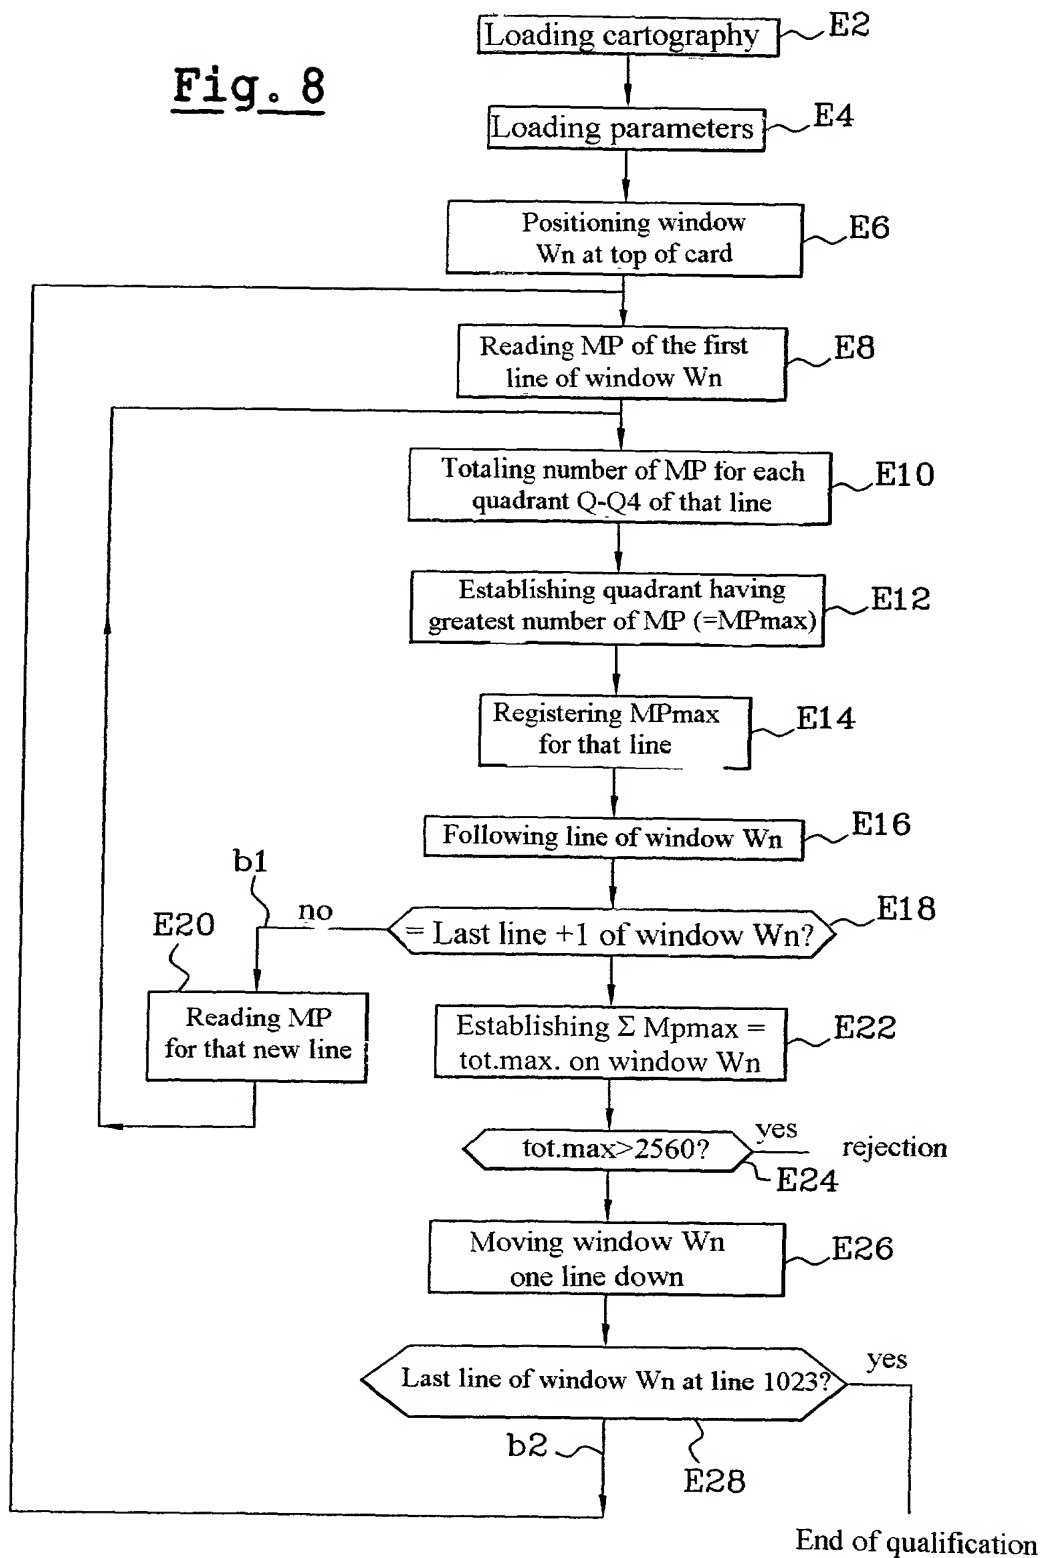 Fig. 8
Loading cartography
E2
Loading parameters
E4
Positioning window
Wn at top of card
E6
Reading MP of the first
line of window Wn
E8
Totaling number of MP for each
quadrant Q-Q4 of that line
E10
Establishing quadrant having
greatest number of MP (=MPmax)
E12
Registering MPmax
for that line
E14
Following line of window Wn
E16
= Last line +1 of window Wn?
E18
no
b1
E20
Reading MP
for that new line
Establishing Σ Mpmax =
tot.max. on window Wn
E22
tot.max>2560?
yes
rejection
E24
Moving window Wn
one line down
E26
Last line of window Wn at line 1023?
yes
b2
E28
End of qualification